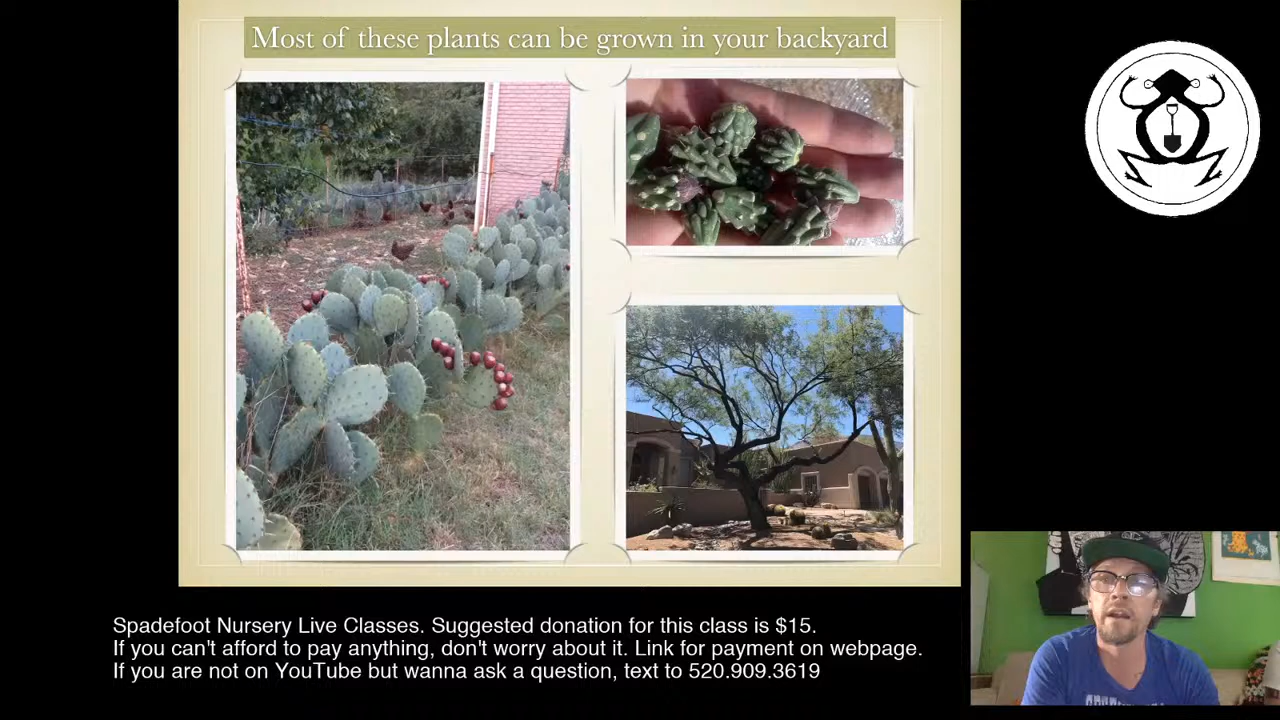 Most of these plants can be grown in your backyard
Spadefoot Nursery Live Classes. Suggested donation for this class is $15.
If you can't afford to pay anything, don't worry about it. Link for payment on webpage.
If you are not on YouTube but wanna ask a question, text to 520.909.3619